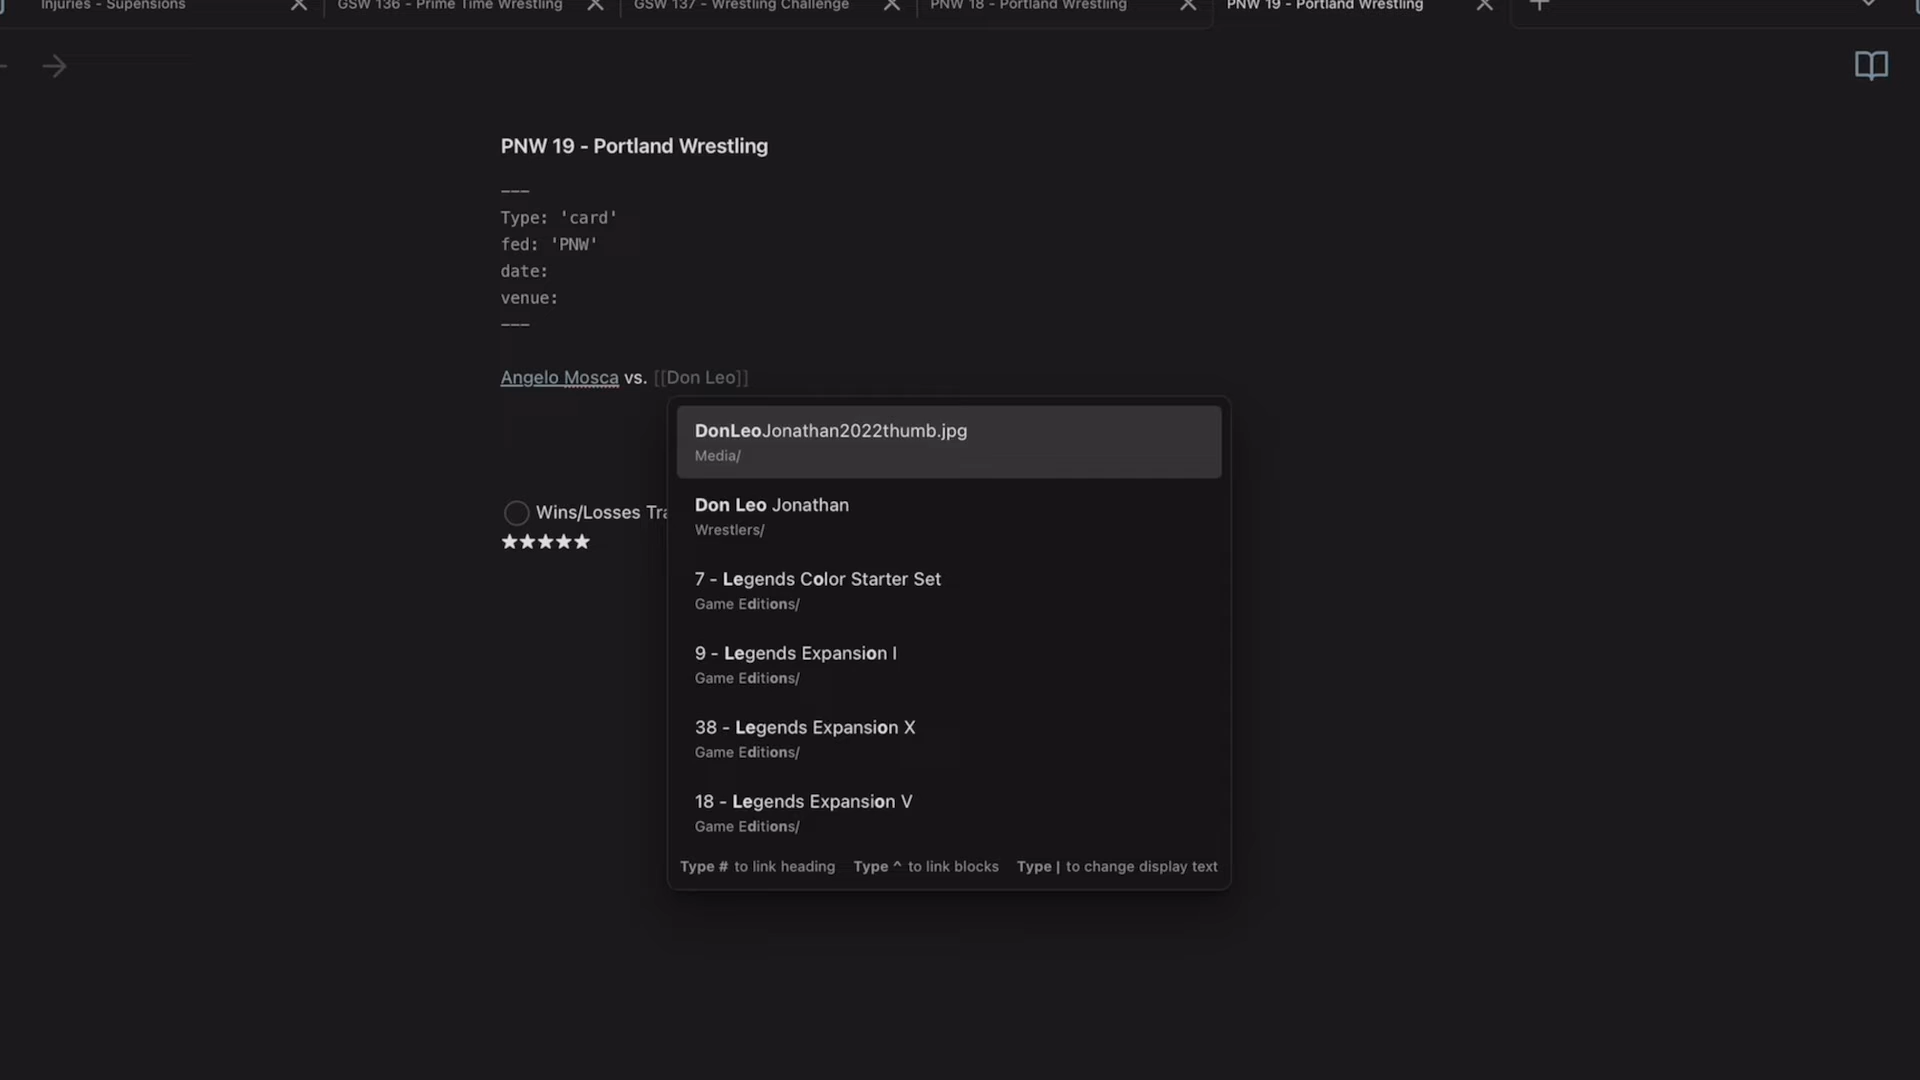 Injuries - Supensions
GSW 136 - Prime Time Wrestling
GSW 137 - Wrestling Challenge
PNW 18 - Portland Wrestling
PNW 19 - Portland Wrestling
PNW 19 - Portland Wrestling
---
Type: 'card'
fed: 'PNW'
date:
venue:
---
Angelo Mosca vs. [[Don Leo]]
DonLeoJonathan2022thumb.jpg
Media/
Don Leo Jonathan
Wrestlers/
Wins/Losses Tra
★★★★★
7 - Legends Color Starter Set
Game Editions/
9 - Legends Expansion I
Game Editions/
38 - Legends Expansion X
Game Editions/
18 - Legends Expansion V
Game Editions/
Type # to link heading Type ^ to link blocks Type | to change display text